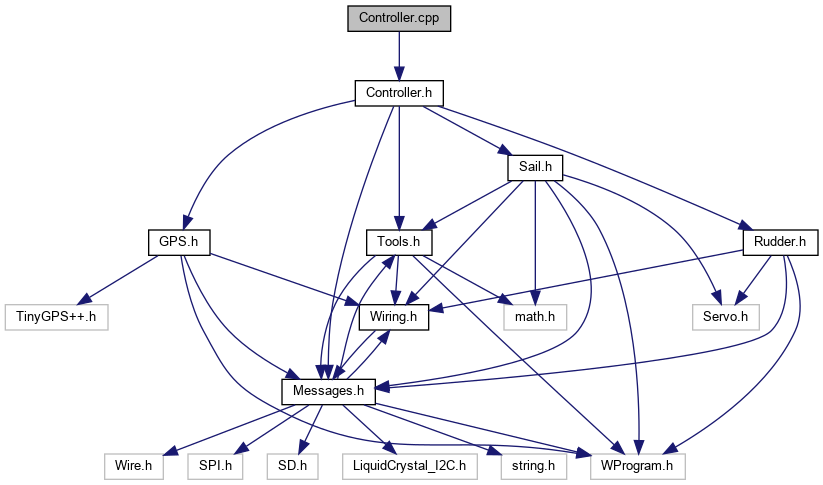 Controller.cpp
Controller.h
Sail.h
GPS.h
Tools.h
Rudder.h
TinyGPS++.h
Wiring.h
math.h
Servo.h
Messages.h
Wire.h
SPI.h
SD.h
LiquidCrystal_I2C.h
string.h
WProgram.h